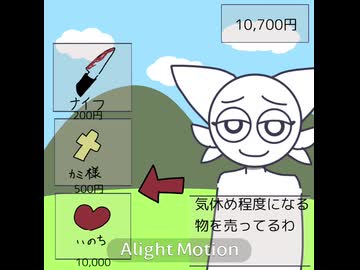 10,700円
ナイフ
200円
カミ様
500円
いのち
10,000
気休め程度になる
物を売ってるわ
Alight Motion